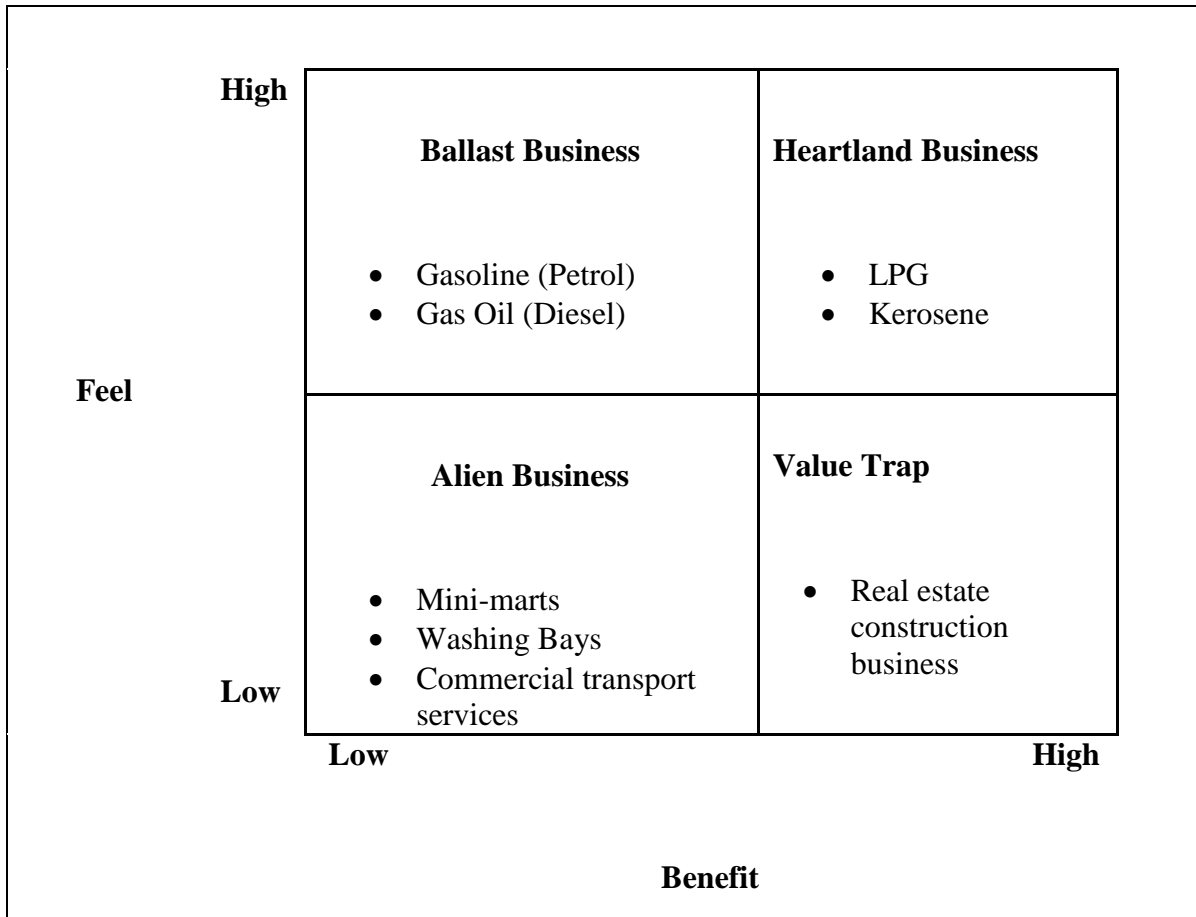 High
Ballast Business
Heartland Business
• Gasoline (Petrol)
• Gas Oil (Diesel)
• LPG
• Kerosene
Feel
Alien Business
Value Trap
• Mini-marts
• Washing Bays
• Commercial transport
services
• Real estate
construction
business
Low
Low
High
Benefit